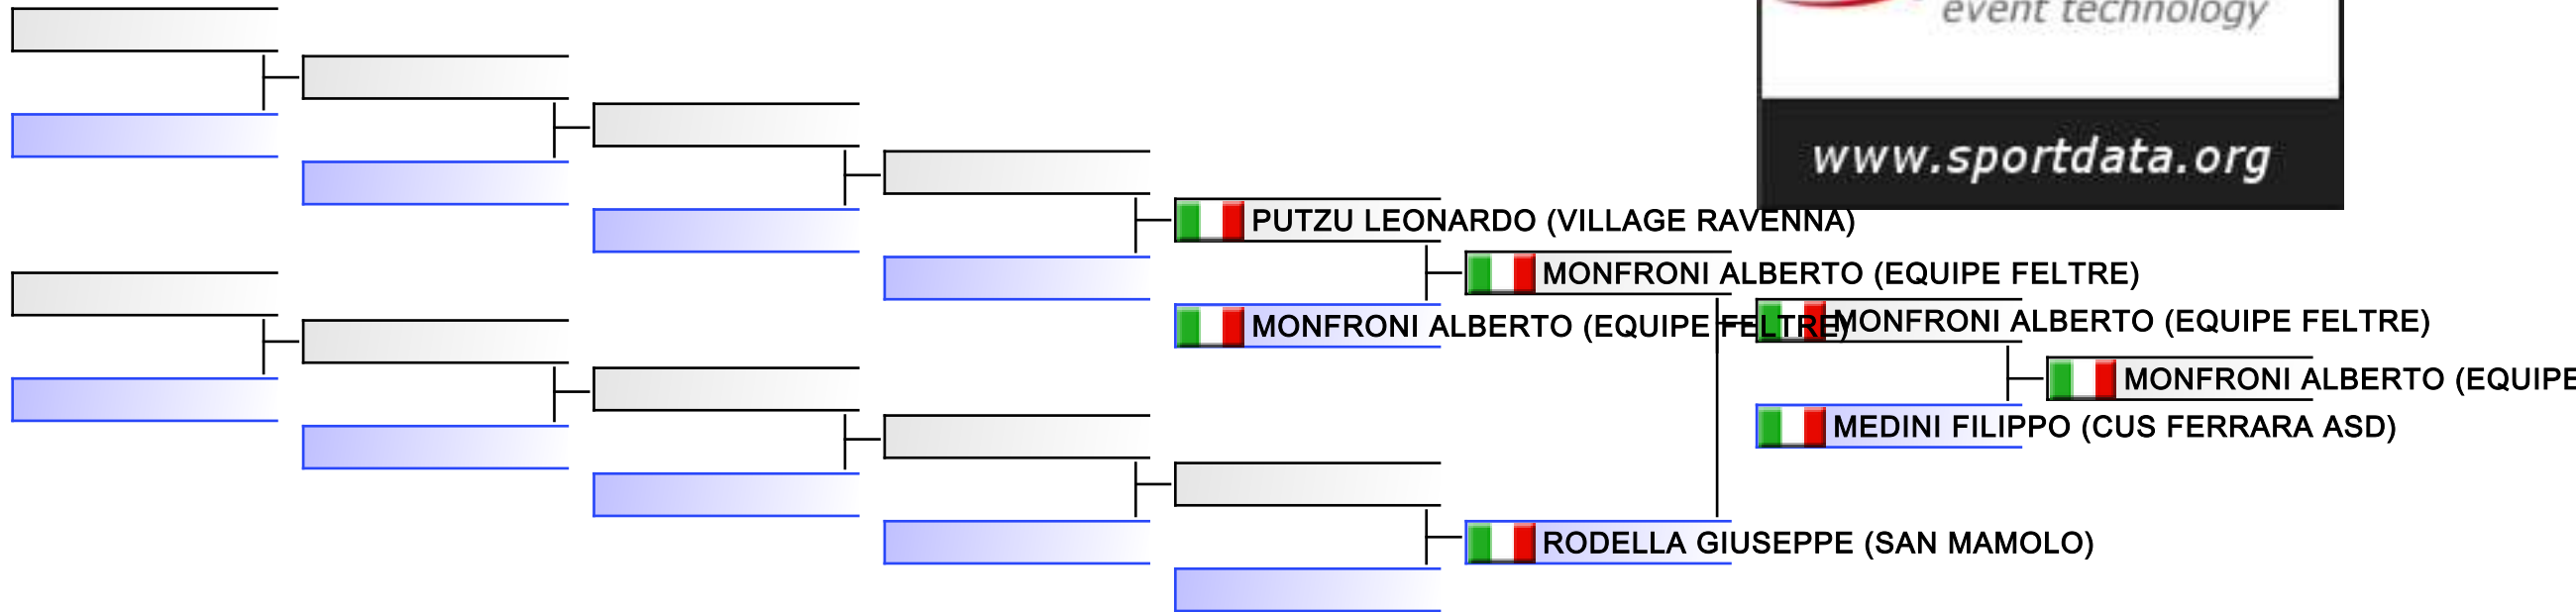 event technology
www.sportdata.org
PUTZU LEONARDO (VILLAGE RAVENNA)
MONFRONI ALBERTO (EQUIPE FELTRE)
MONFRONI ALBERTO (EQUIPE FELTRE)
MONFRONI ALBERTO (EQUIPE FELTRE)
MONFRONI ALBERTO (EQUIPE
MEDINI FILIPPO (CUS FERRARA ASD)
RODELLA GIUSEPPE (SAN MAMOLO)